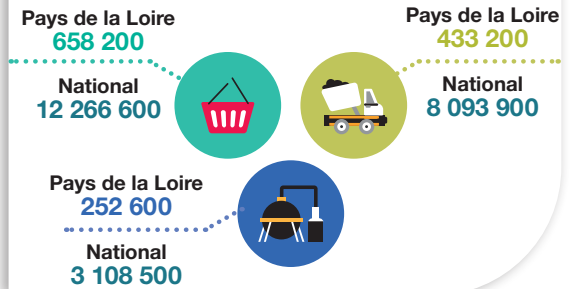 Pays de la Loire
658 200
National
12 266 600
Pays de la Loire
433 200
National
8 093 900
Pays de la Loire
252 600
National
3 108 500